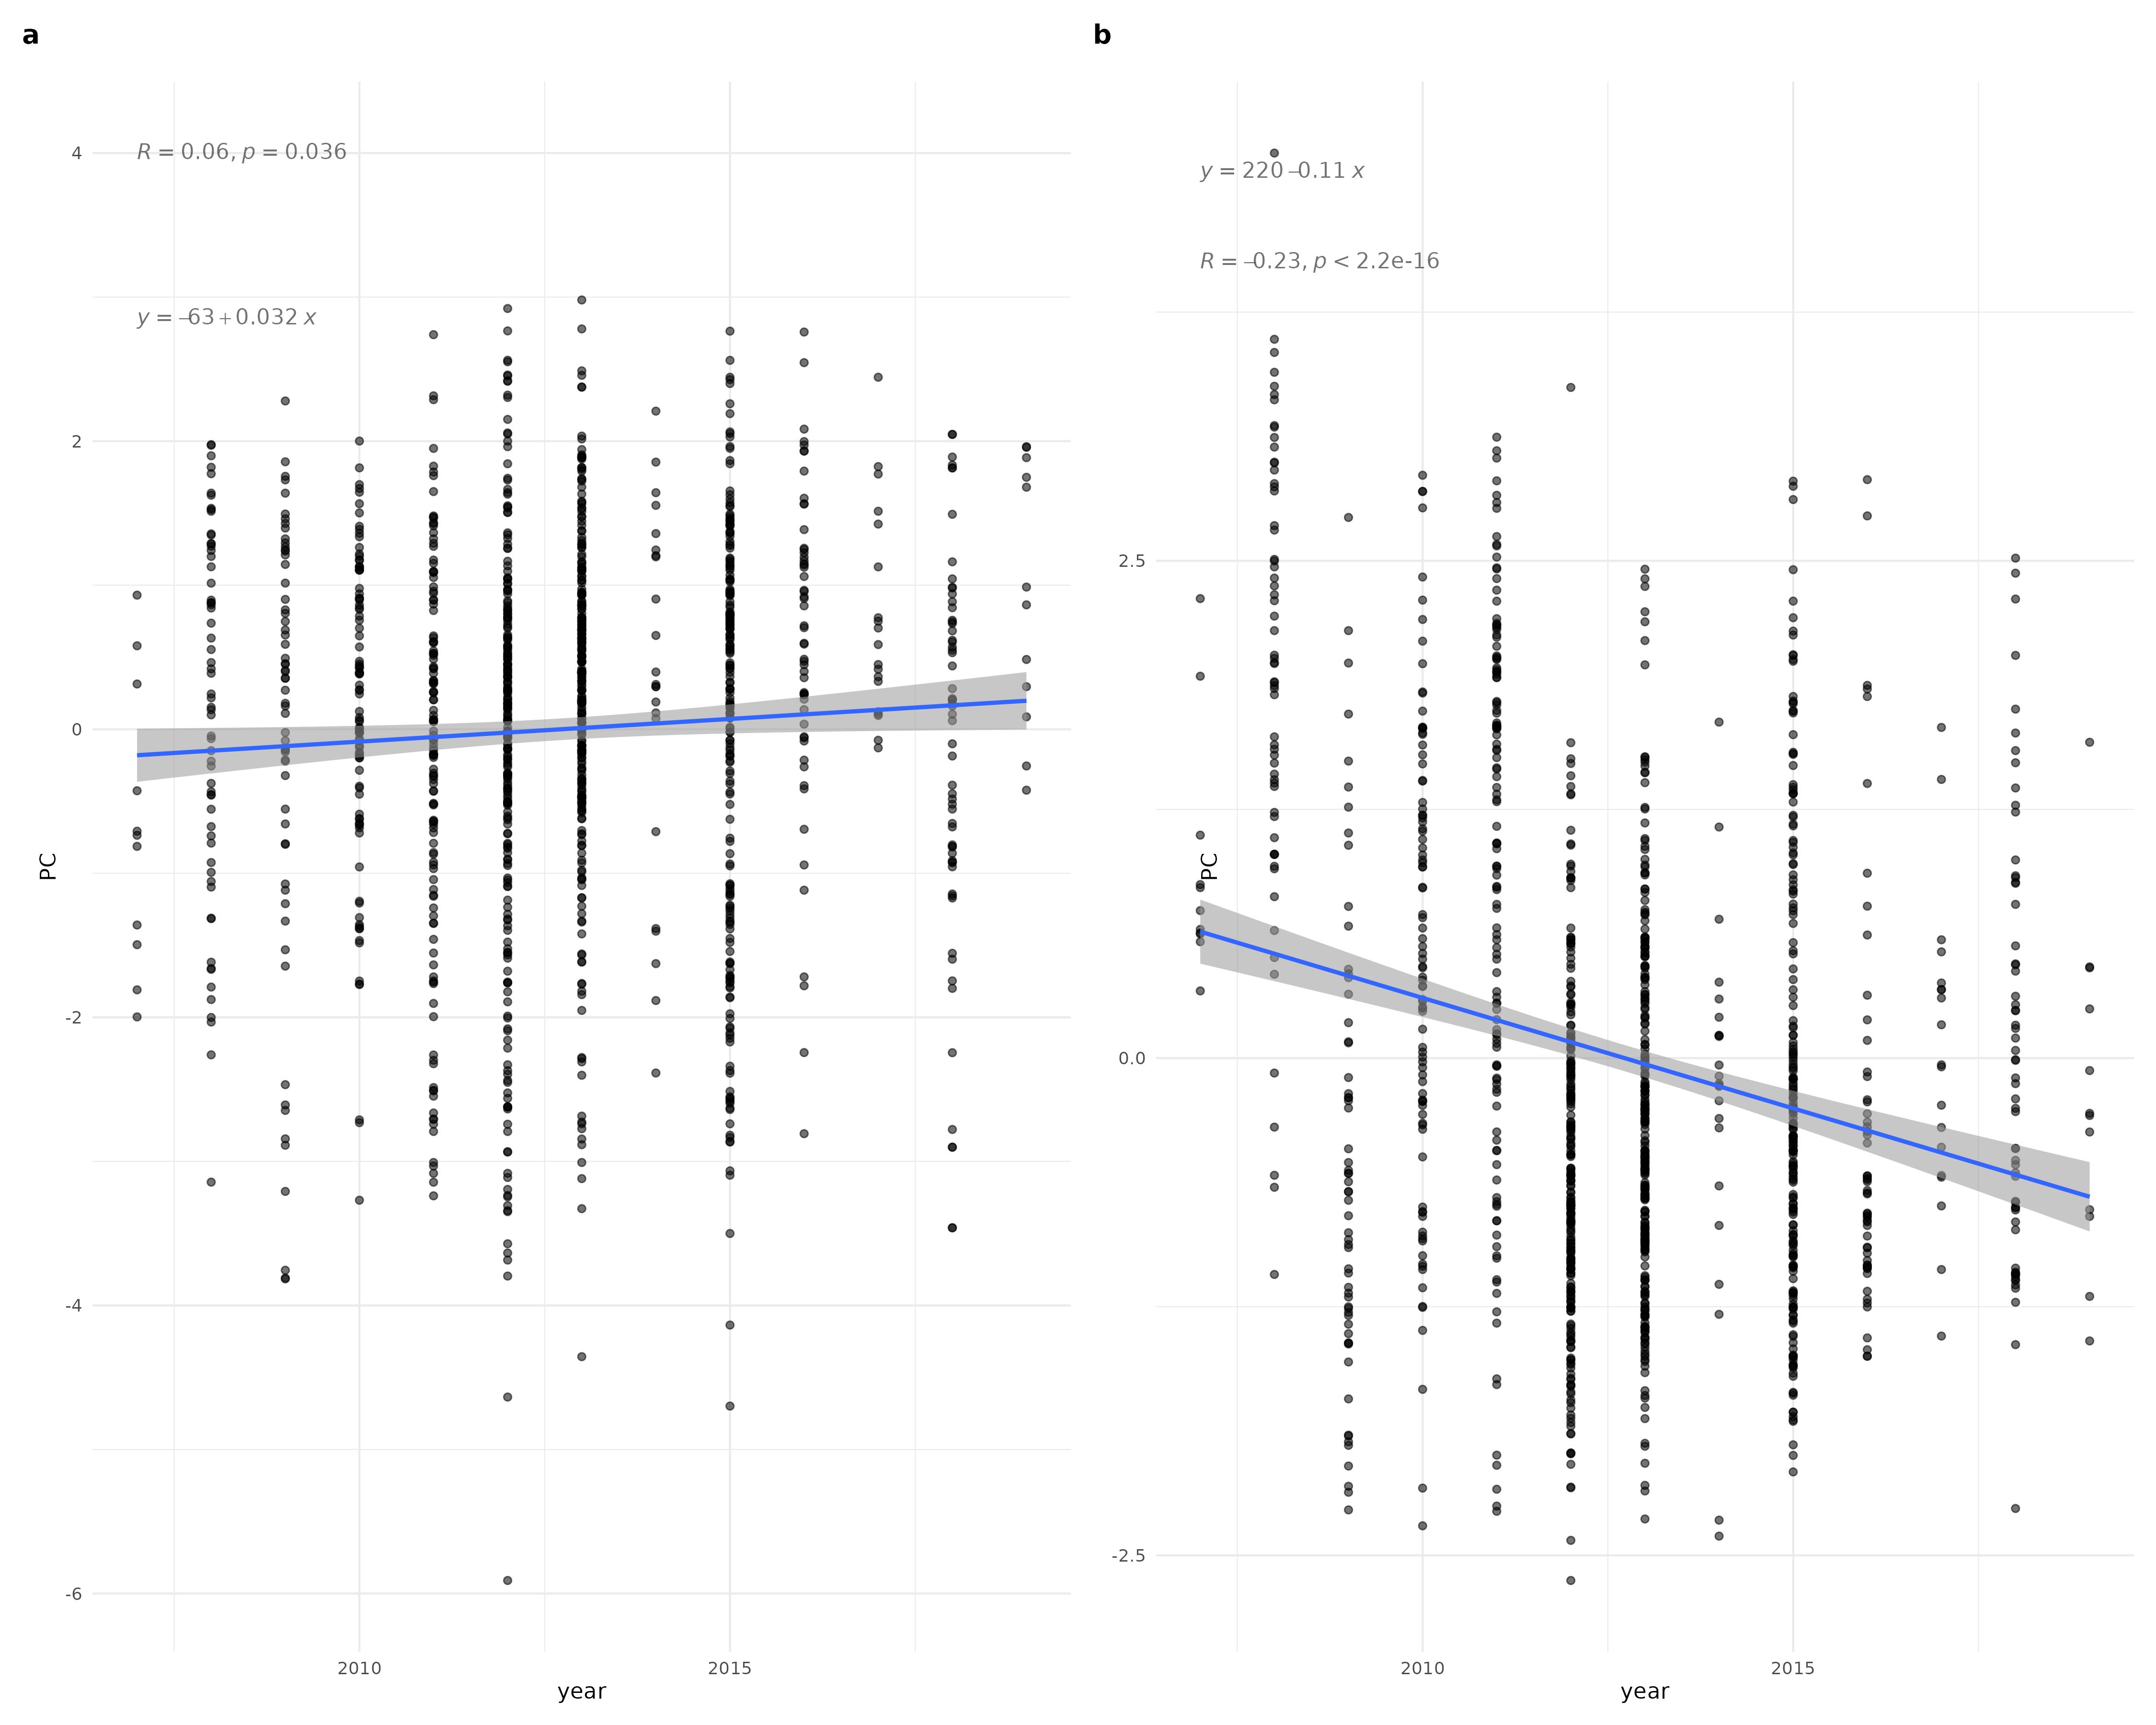 a
R = 0.06, p = 0.036
y = –63 + 0.032 x
4
2
0
-2
-4
-6
PC
2010
2015
year
b
y = 220 – 0.11 x
R = –0.23, p < 2.2e-16
2.5
0.0
-2.5
PC
2010
2015
year